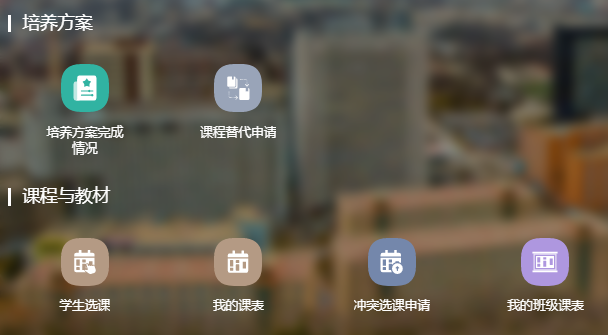 培养方案
培养方案完成
情况
课程替代申请
课程与教材
学生选课
我的课表
冲突选课申请
我的班级课表